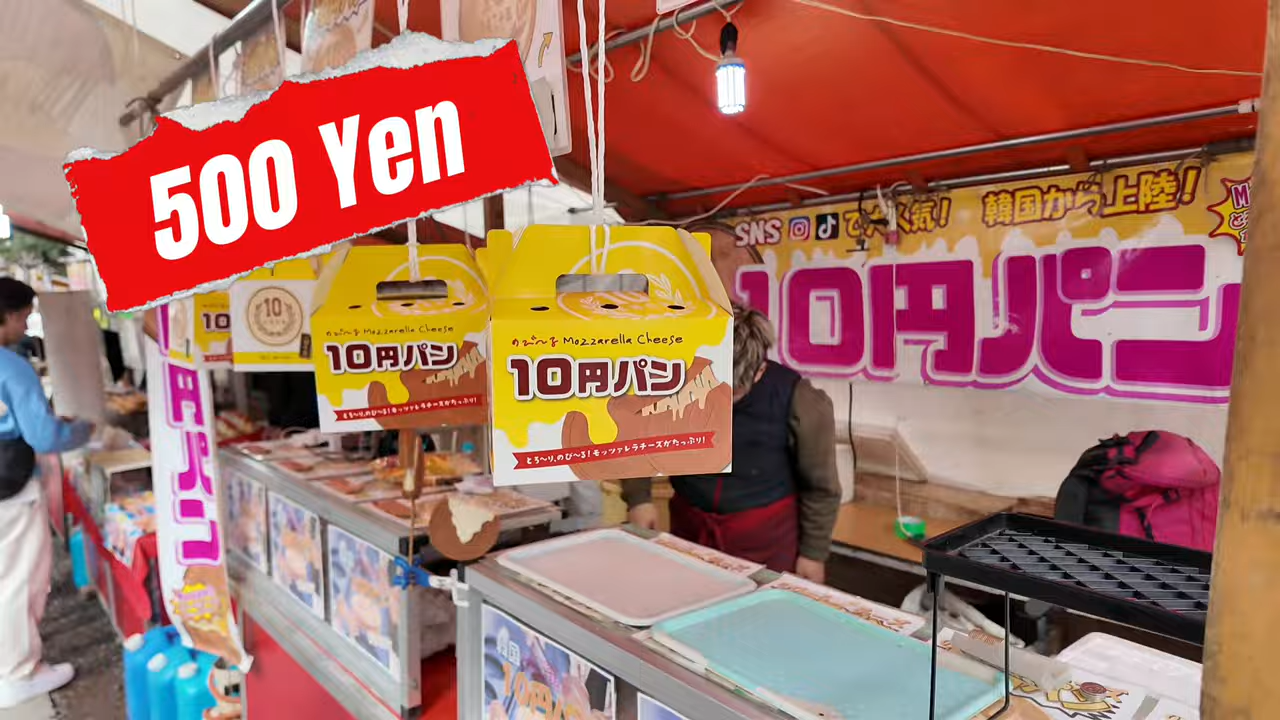 500 Yen
SNS で大人気! 韓国から上陸!
10円パン
のび〜る Mozzarella Cheese
10円パン
とろ〜り、のび〜る!モッツァレラチーズがたっぷり!
のび〜る Mozzarella Cheese
10円パン
とろ〜り、のび〜る!モッツァレラチーズがたっぷり!
10
円パン
10円パン